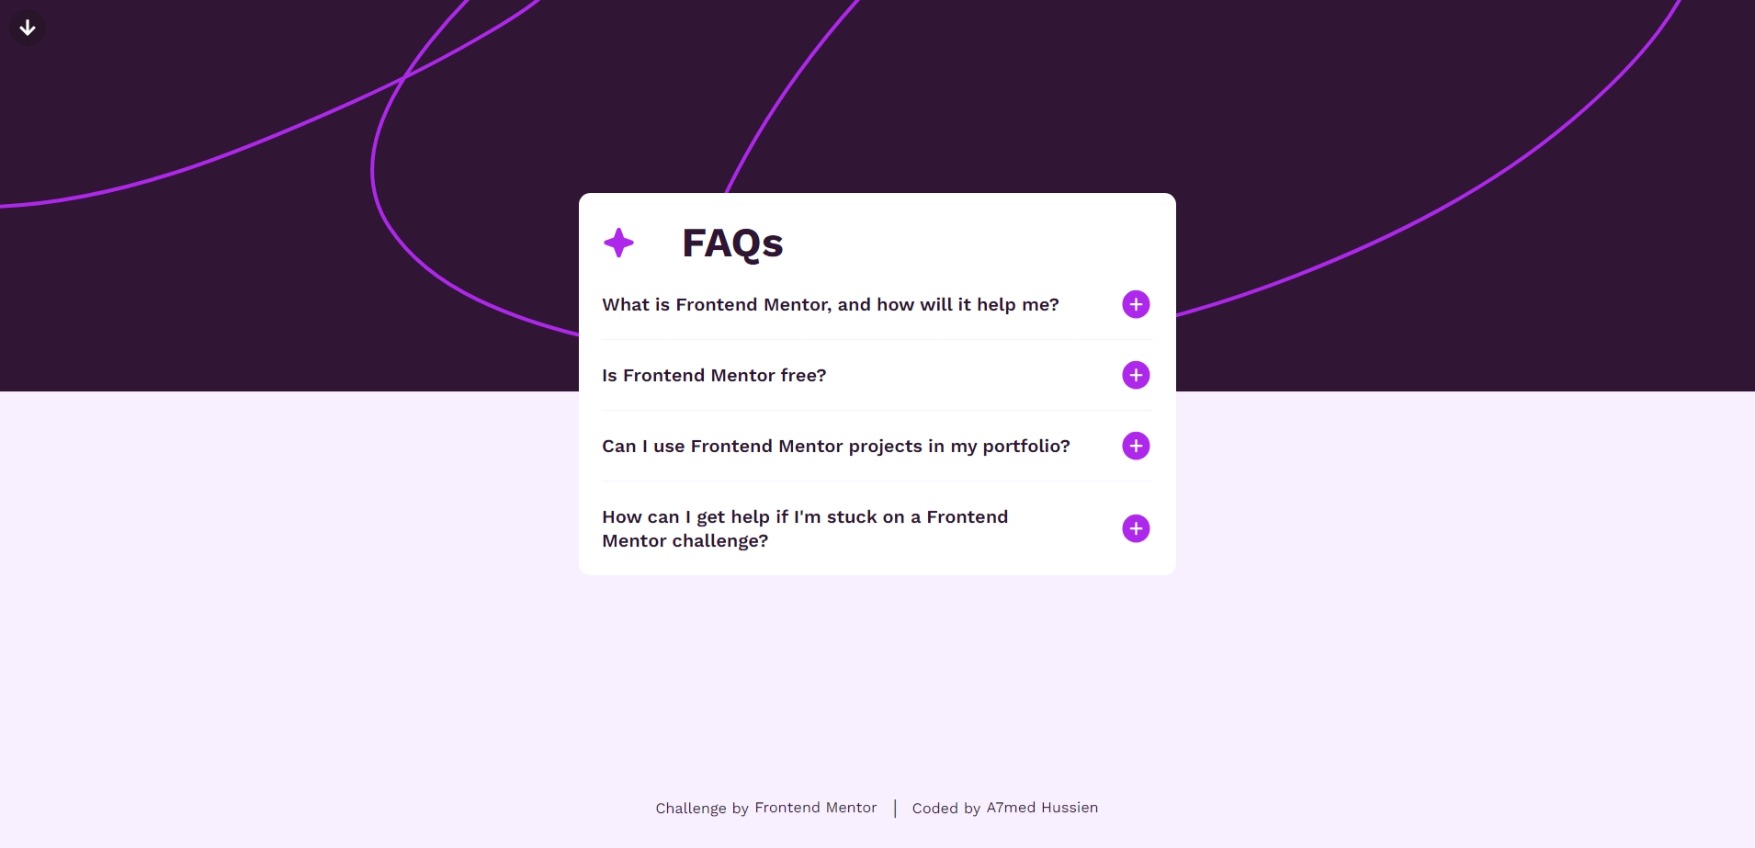 FAQs
What is Frontend Mentor, and how will it help me?
Is Frontend Mentor free?
Can I use Frontend Mentor projects in my portfolio?
How can I get help if I'm stuck on a Frontend
Mentor challenge?
Challenge by Frontend Mentor | Coded by A7med Hussien